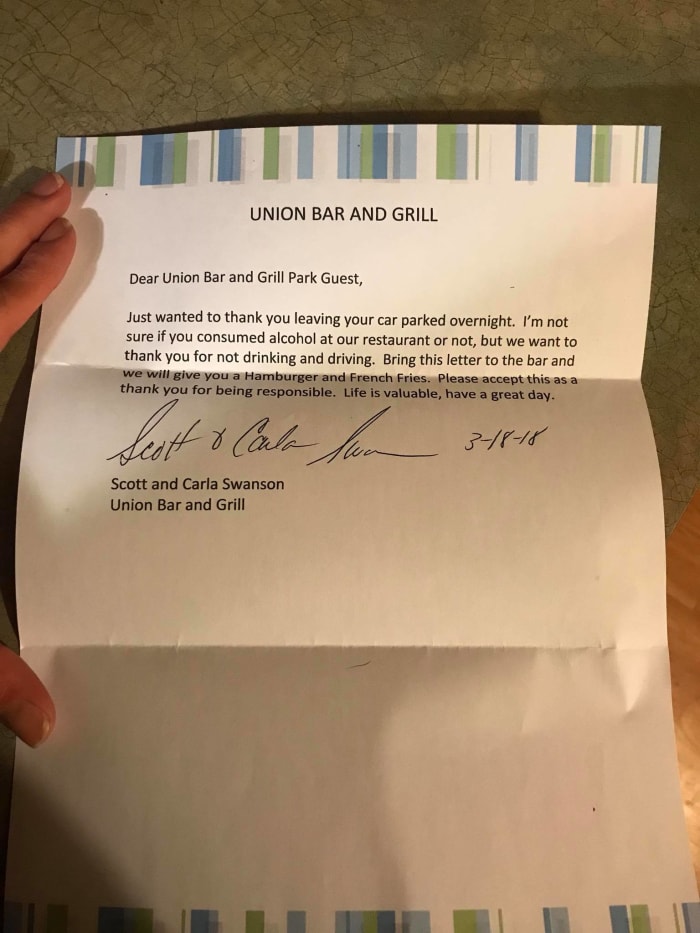 UNION BAR AND GRILL
Dear Union Bar and Grill Park Guest,
Just wanted to thank you leaving your car parked overnight. I'm not
sure if you consumed alcohol at our restaurant or not, but we want to
thank you for not drinking and driving. Bring this letter to the bar and
we will give you a Hamburger and French Fries. Please accept this as a
thank you for being responsible. Life is valuable, have a great day.
Scott & Carla Swan 3-18-18
Scott and Carla Swanson
Union Bar and Grill